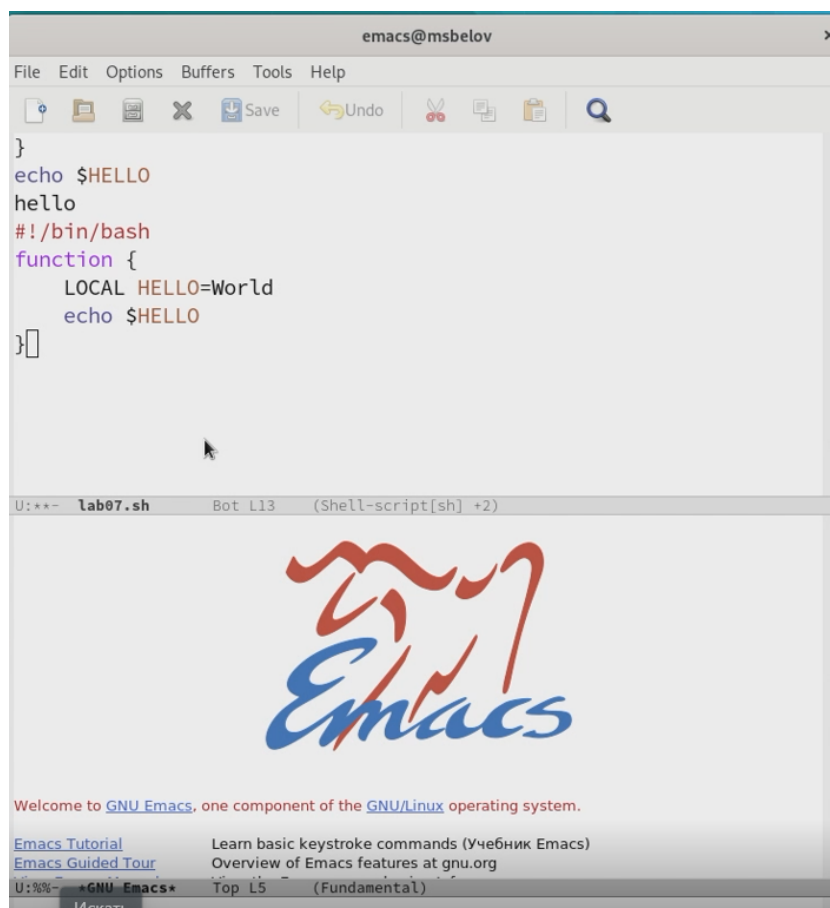 emacs@msbelov
File Edit Options Buffers Tools Help
Save Undo
}
echo $HELLO
hello
#!/bin/bash
function {
    LOCAL HELLO=World
    echo $HELLO
}
U:**- lab07.sh Bot L13 (Shell-script[sh] +2)
Emacs
Welcome to GNU Emacs, one component of the GNU/Linux operating system.
Emacs Tutorial Learn basic keystroke commands (Учебник Emacs)
Emacs Guided Tour Overview of Emacs features at gnu.org
U:%%- *GNU Emacs* Top L5 (Fundamental)
Искать